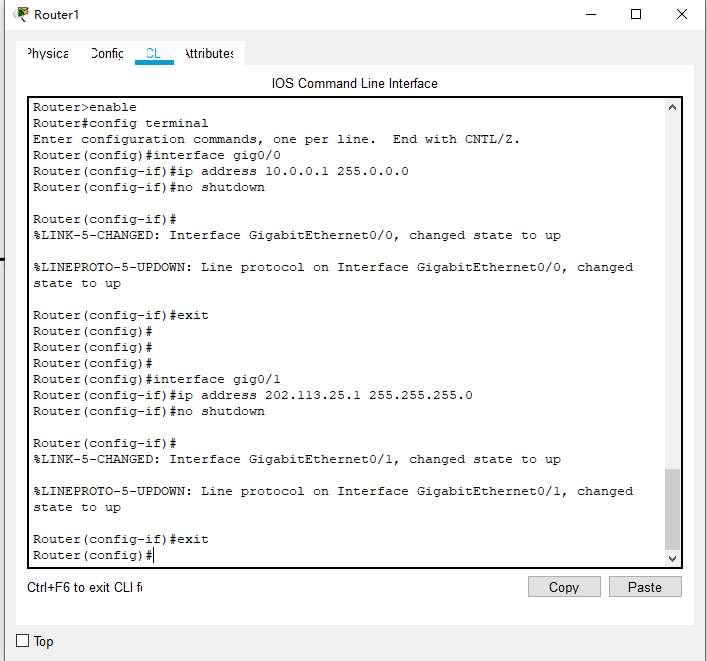 Router1
Physica Config CL Attributes
IOS Command Line Interface
Router>enable
Router#config terminal
Enter configuration commands, one per line.  End with CNTL/Z.
Router(config)#interface gig0/0
Router(config-if)#ip address 10.0.0.1 255.0.0.0
Router(config-if)#no shutdown
Router(config-if)#
%LINK-5-CHANGED: Interface GigabitEthernet0/0, changed state to up
%LINEPROTO-5-UPDOWN: Line protocol on Interface GigabitEthernet0/0, changed
state to up
Router(config-if)#exit
Router(config)#
Router(config)#
Router(config)#
Router(config)#interface gig0/1
Router(config-if)#ip address 202.113.25.1 255.255.255.0
Router(config-if)#no shutdown
Router(config-if)#
%LINK-5-CHANGED: Interface GigabitEthernet0/1, changed state to up
%LINEPROTO-5-UPDOWN: Line protocol on Interface GigabitEthernet0/1, changed
state to up
Router(config-if)#exit
Router(config)#
Ctrl+F6 to exit CLI fo
Copy Paste
Top